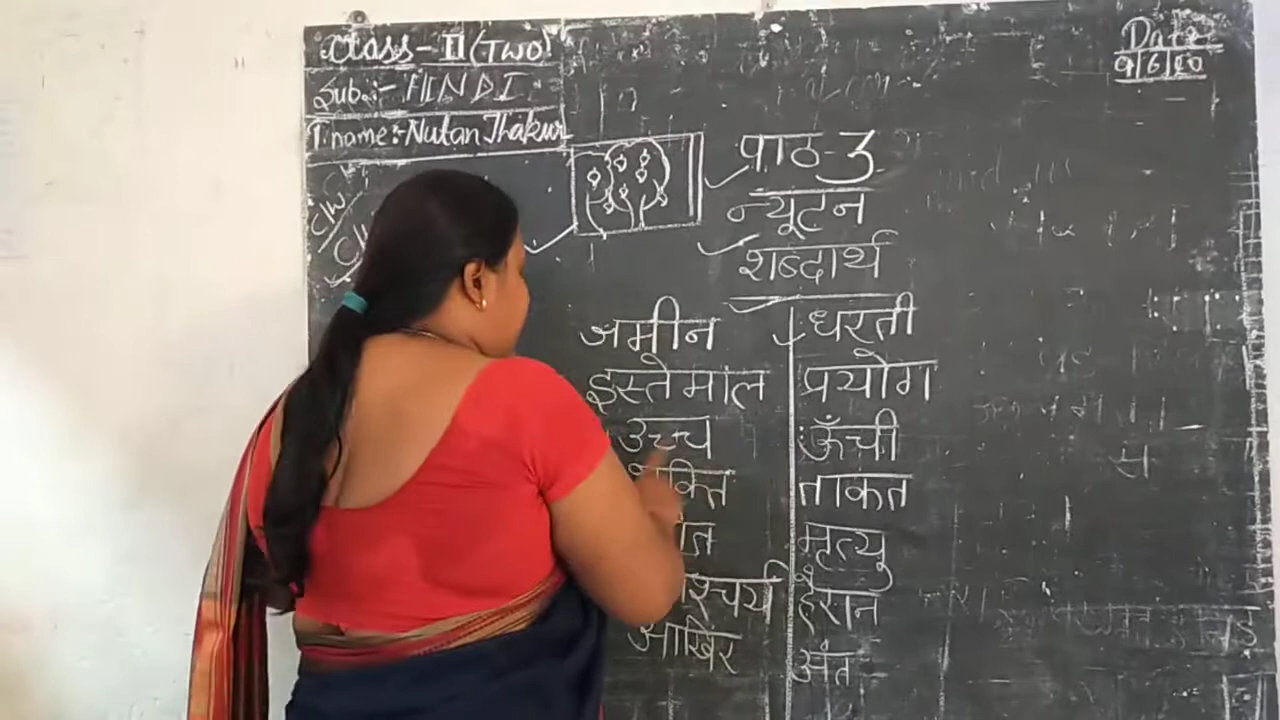 Class - II (Two)
Sub. :- HINDI
T.name:- Nutan Thakur
Date
9/6/20
C/W
पाठ-3
न्यूटन
शब्दार्थ
जमीन धरती
इस्तेमाल प्रयोग
उच्च ऊँची
ताकत
मृत्यु
हैरान
आखिर अंत